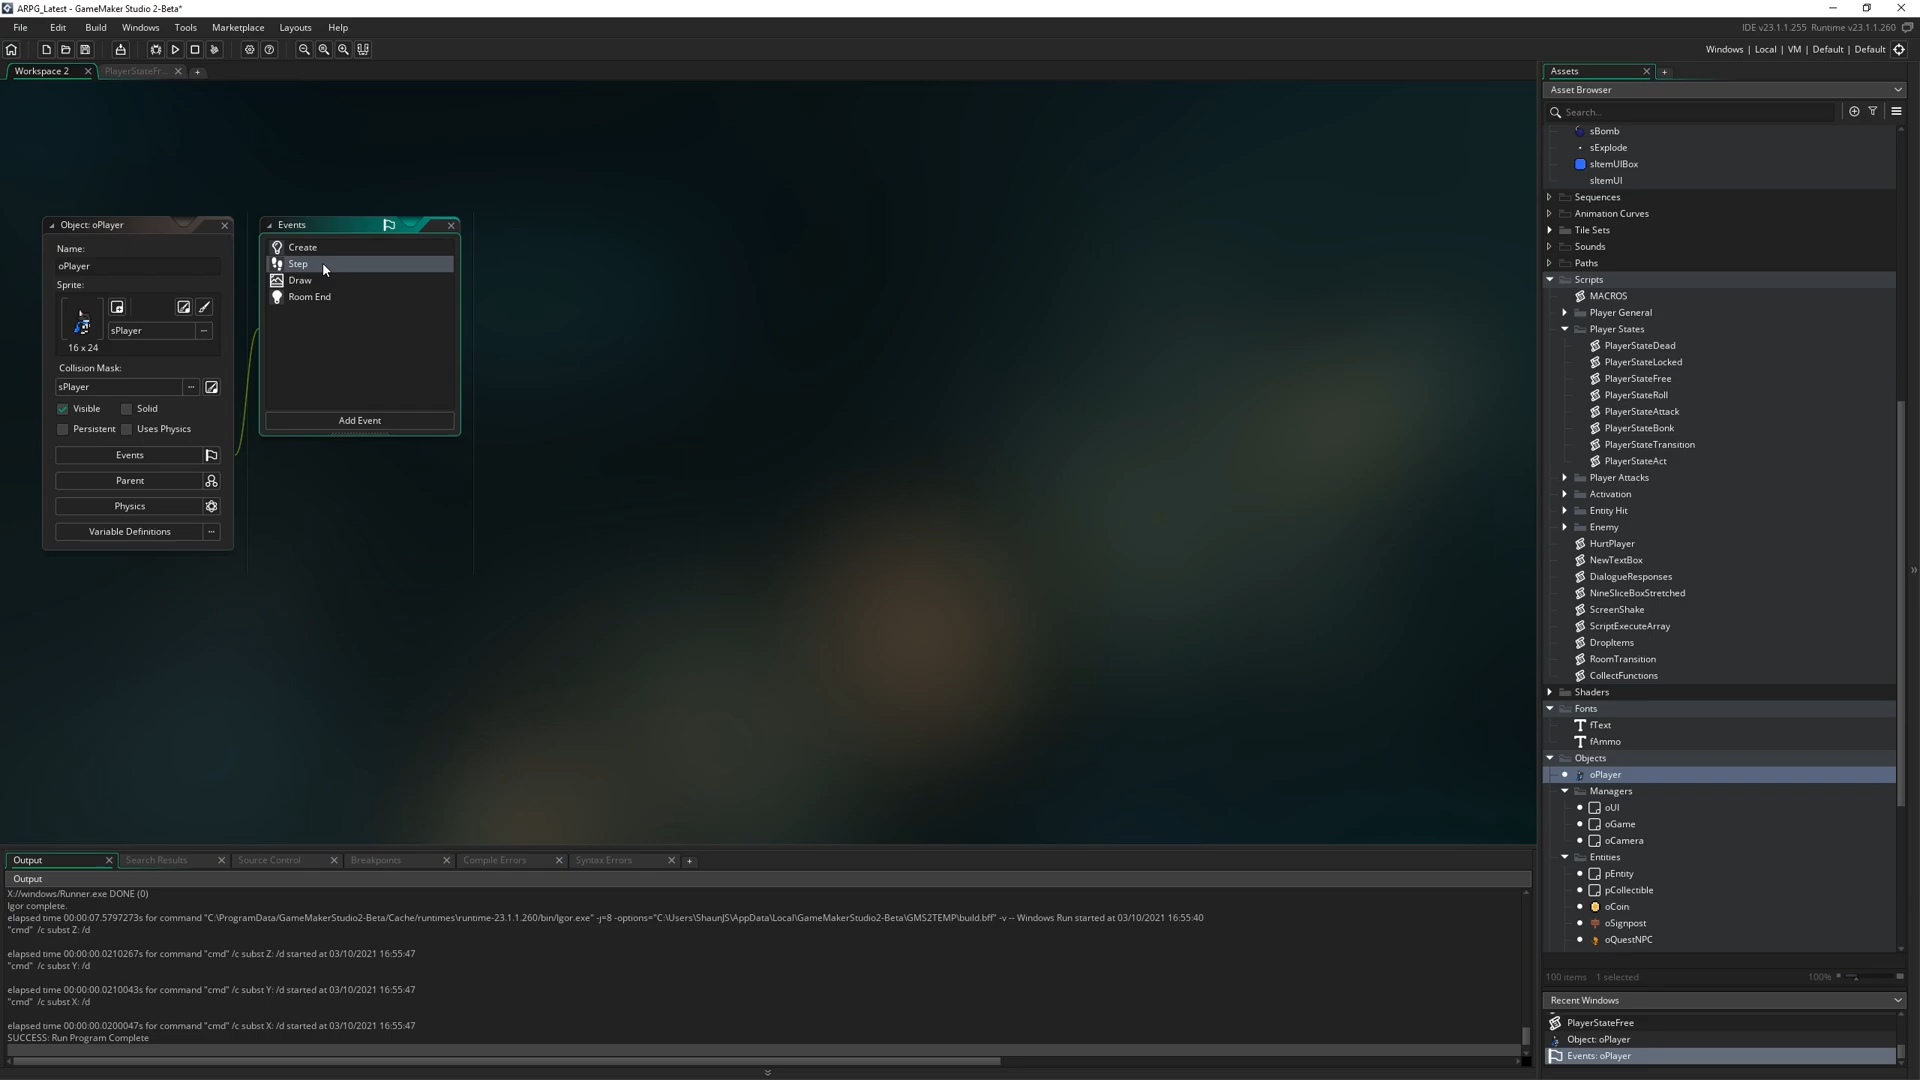 ARPG_Latest - GameMaker Studio 2-Beta*
File Edit Build Windows Tools Marketplace Layouts Help
IDE v23.1.1.255 Runtime v23.1.1.260
Windows | Local | VM | Default | Default
Workspace 2
PlayerStateFr...
Object: oPlayer
Name:
oPlayer
Sprite:
sPlayer
16 x 24
Collision Mask:
sPlayer
Visible
Solid
Persistent
Uses Physics
Events
Parent
Physics
Variable Definitions
Events
Create
Step
Draw
Room End
Add Event
Assets
Asset Browser
Search...
sBomb
sExplode
sItemUIBox
sItemUI
Sequences
Animation Curves
Tile Sets
Sounds
Paths
Scripts
MACROS
Player General
Player States
PlayerStateDead
PlayerStateLocked
PlayerStateFree
PlayerStateRoll
PlayerStateAttack
PlayerStateBonk
PlayerStateTransition
PlayerStateAct
Player Attacks
Activation
Entity Hit
Enemy
HurtPlayer
NewTextBox
DialogueResponses
NineSliceBoxStretched
ScreenShake
ScriptExecuteArray
DropItems
RoomTransition
CollectFunctions
Shaders
Fonts
fText
fAmmo
Objects
oPlayer
Managers
oUI
oGame
oCamera
Entities
pEntity
pCollectible
oCoin
oSignpost
oQuestNPC
100 items 1 selected
100%
Recent Windows
PlayerStateFree
Object: oPlayer
Events: oPlayer
Output
Search Results
Source Control
Breakpoints
Compile Errors
Syntax Errors
Output
X://windows/Runner.exe DONE (0)
Igor complete.
elapsed time 00:00:07.5797273s for command "C:\ProgramData/GameMakerStudio2-Beta/Cache/runtimes\runtime-23.1.1.260/bin/Igor.exe" -j=8 -options="C:\Users\ShaunJS\AppData\Local\GameMakerStudio2-Beta\GMS2TEMP\build.bff" -v -- Windows Run started at 03/10/2021 16:55:40
"cmd" /c subst Z: /d
elapsed time 00:00:00.0210267s for command "cmd" /c subst Z: /d started at 03/10/2021 16:55:47
"cmd" /c subst Y: /d
elapsed time 00:00:00.0210043s for command "cmd" /c subst Y: /d started at 03/10/2021 16:55:47
"cmd" /c subst X: /d
elapsed time 00:00:00.0200047s for command "cmd" /c subst X: /d started at 03/10/2021 16:55:47
SUCCESS: Run Program Complete